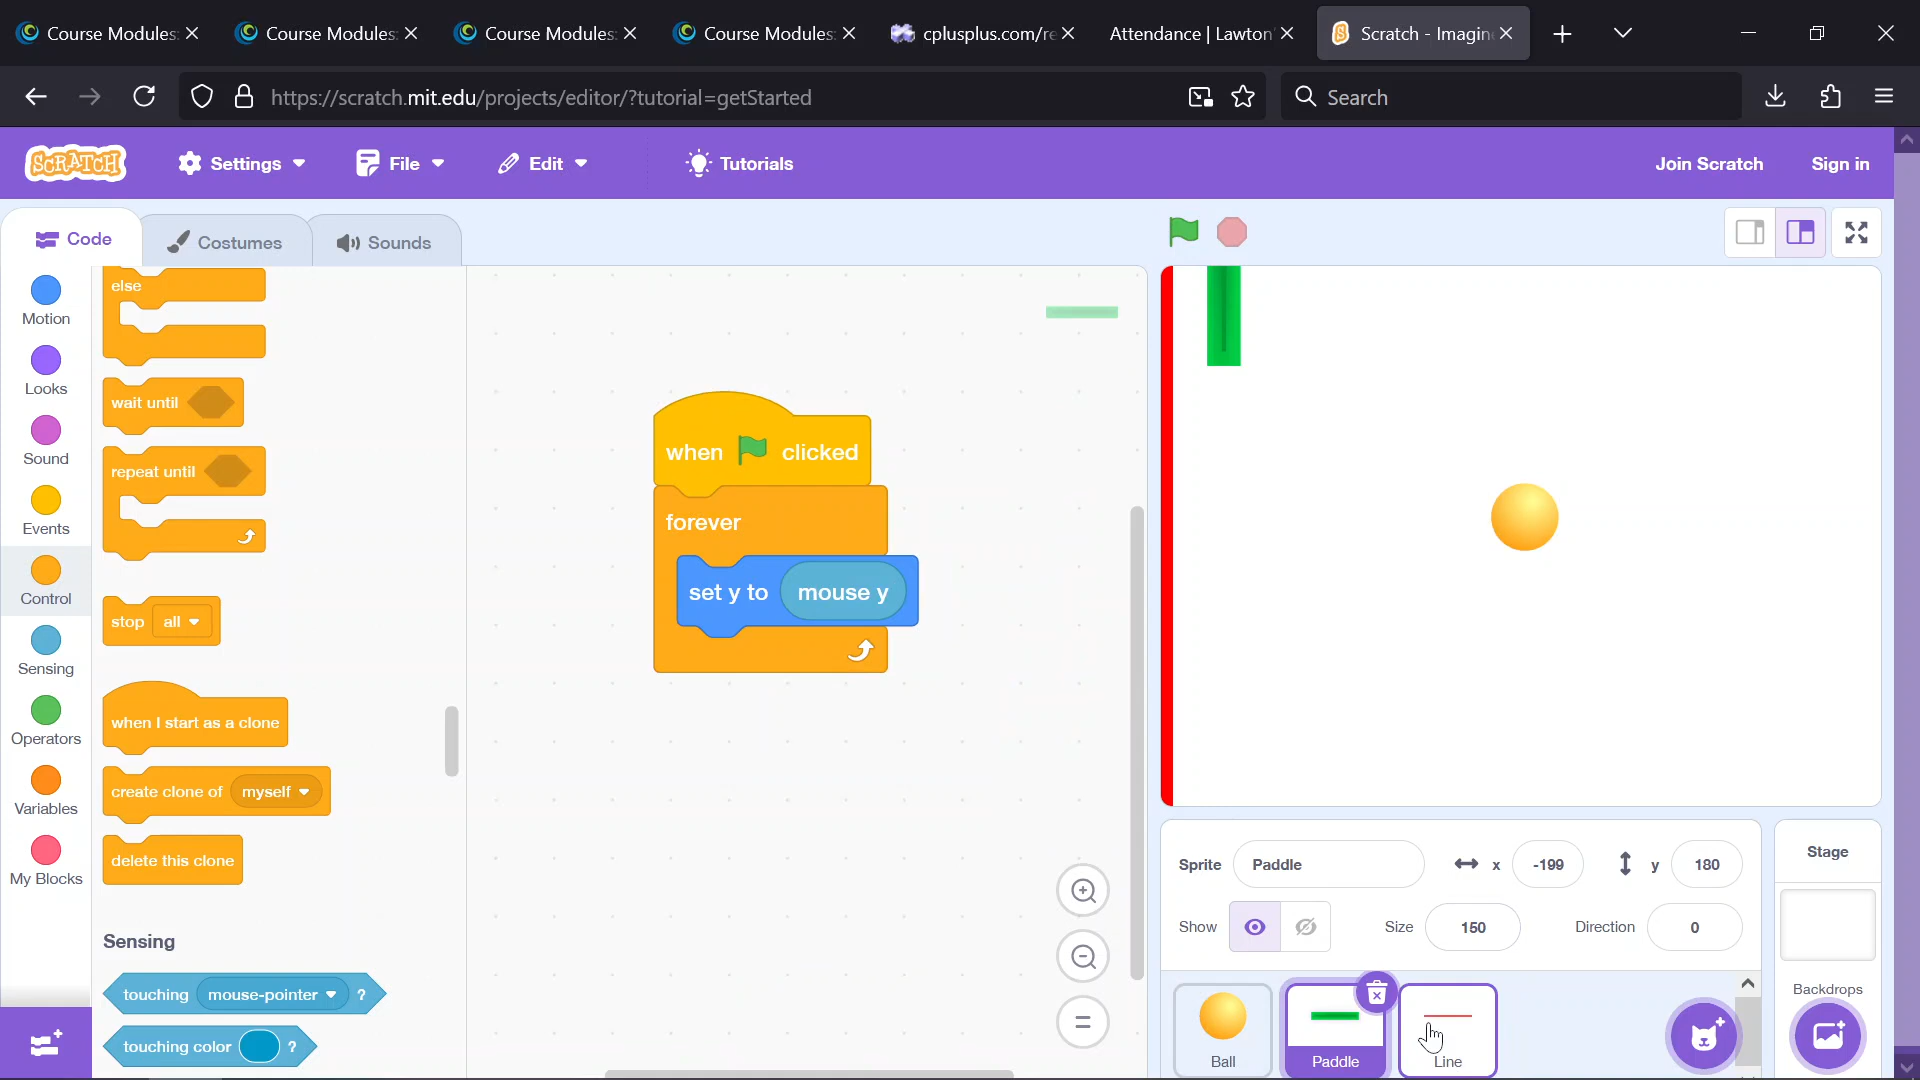 Course Modules:
Course Modules:
Course Modules:
Course Modules:
cplusplus.com/re
Attendance | Lawton
Scratch - Imagin
https://scratch.mit.edu/projects/editor/?tutorial=getStarted
Search
SCRATCH
Settings
File
Edit
Tutorials
Join Scratch
Sign in
Code
Costumes
Sounds
Motion
Looks
Sound
Events
Control
Sensing
Operators
Variables
My Blocks
else
wait until
repeat until
stop all
when I start as a clone
create clone of myself
delete this clone
Sensing
touching mouse-pointer ?
touching color ?
when clicked
forever
set y to mouse y
Sprite Paddle x -199 y 180
Show Size 150 Direction 0
Ball
Paddle
Line
Stage
Backdrops